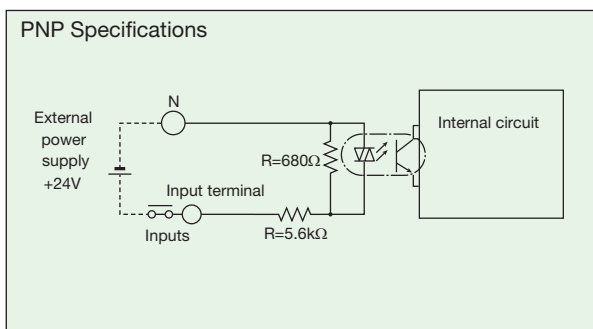 PNP Specifications
N
External
power
supply
+24V
Internal circuit
R=680Ω
Input terminal
Inputs
R=5.6kΩ